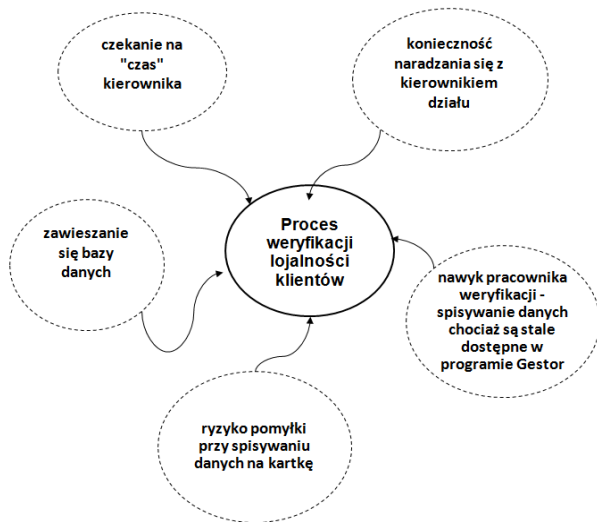 czekanie na
"czas"
kierownika
konieczność
naradzania się z
kierownikiem
działu
Proces
weryfikacji
lojalności
klientów
zawieszanie
się bazy
danych
nawyk pracownika
weryfikacji -
spisywanie danych
chociaż są stale
dostępne w
programie Gestor
ryzyko pomyłki
przy spisywaniu
danych na kartkę